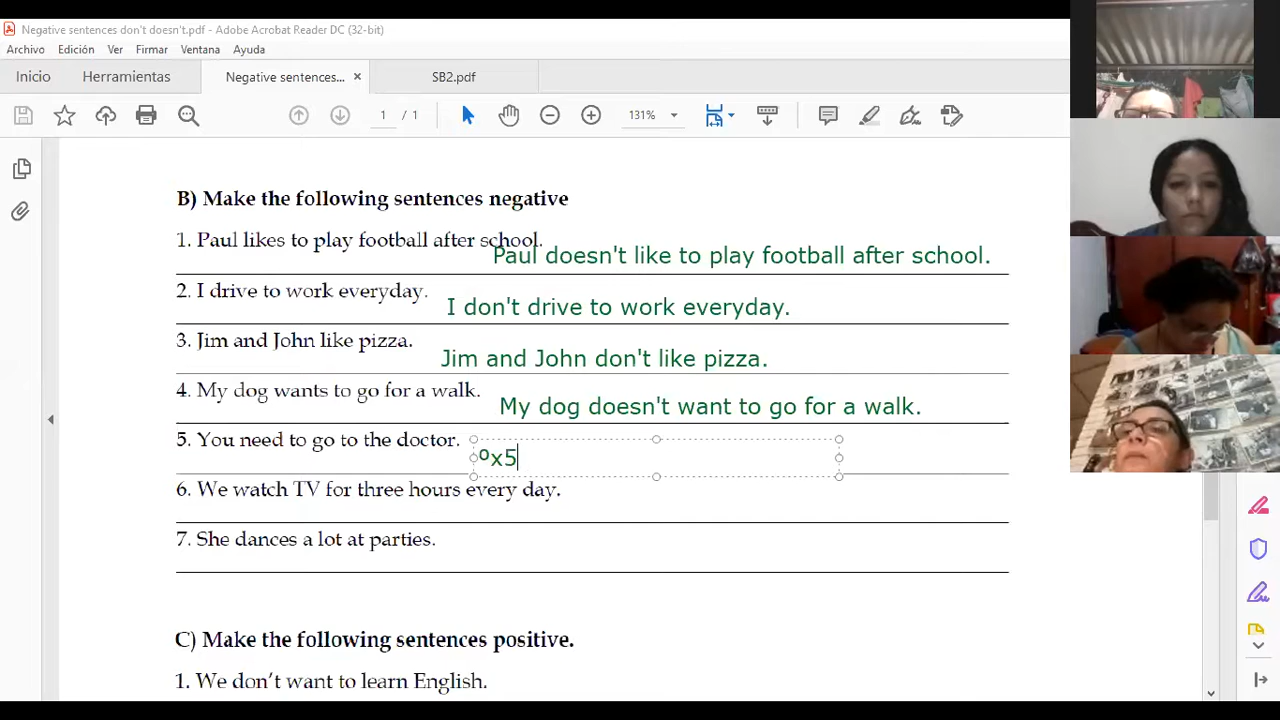 Negative sentences don't doesn't.pdf - Adobe Acrobat Reader DC (32-bit)
Archivo Edición Ver Firmar Ventana Ayuda
Inicio Herramientas Negative sentences... × SB2.pdf
1 / 1 131%
B) Make the following sentences negative
1. Paul likes to play football after school.
Paul doesn't like to play football after school.
2. I drive to work everyday.
I don't drive to work everyday.
3. Jim and John like pizza.
Jim and John don't like pizza.
4. My dog wants to go for a walk.
My dog doesn't want to go for a walk.
5. You need to go to the doctor.
ºx5
6. We watch TV for three hours every day.
7. She dances a lot at parties.
C) Make the following sentences positive.
1. We don't want to learn English.